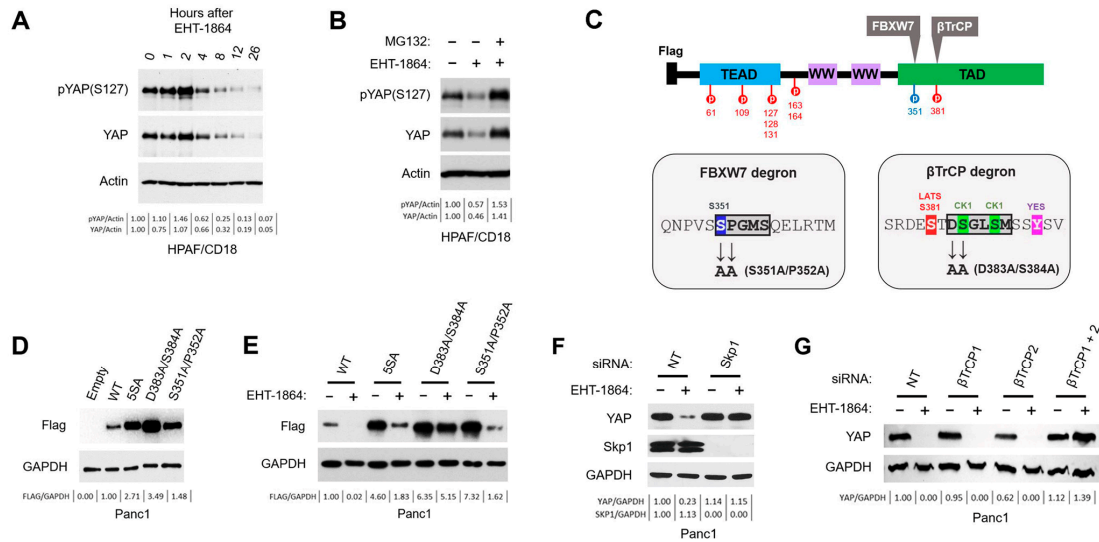 A
Hours after
EHT-1864
0 1 2 4 8 12 26
pYAP(S127)
YAP
Actin
pYAP/Actin 1.00 1.10 1.46 0.62 0.25 0.13 0.07
YAP/Actin 1.00 0.75 1.07 0.66 0.32 0.19 0.05
HPAF/CD18
B
MG132: – – +
EHT-1864: – + +
pYAP(S127)
YAP
Actin
pYAP/Actin 1.00 0.57 1.53
YAP/Actin 1.00 0.46 1.41
HPAF/CD18
C
FBXW7 βTrCP
Flag
TEAD WW WW TAD
p p p p p p
61 109 127 163 351 381
128 164
131
FBXW7 degron
S351
QNPVSSPGMSQELRTM
↓↓
AA (S351A/P352A)
βTrCP degron
LATS
S381 CK1 CK1 YES
SRDESTDSGLSMSSYSV
↓↓
AA (D383A/S384A)
D
Empty WT 5SA D383A/S384A S351A/P352A
Flag
GAPDH
FLAG/GAPDH 0.00 1.00 2.71 3.49 1.48
Panc1
E
WT 5SA D383A/S384A S351A/P352A
EHT-1864: – + – + – + – +
Flag
GAPDH
FLAG/GAPDH 1.00 0.02 4.60 1.83 6.35 5.15 7.32 1.62
Panc1
F
siRNA: NT Skp1
EHT-1864: – + – +
YAP
Skp1
GAPDH
YAP/GAPDH 1.00 0.23 1.14 1.15
SKP1/GAPDH 1.00 1.13 0.00 0.00
Panc1
G
siRNA: NT βTrCP1 βTrCP2 βTrCP1 + 2
EHT-1864: – + – + – + – +
YAP
GAPDH
YAP/GAPDH 1.00 0.00 0.95 0.00 0.62 0.00 1.12 1.39
Panc1